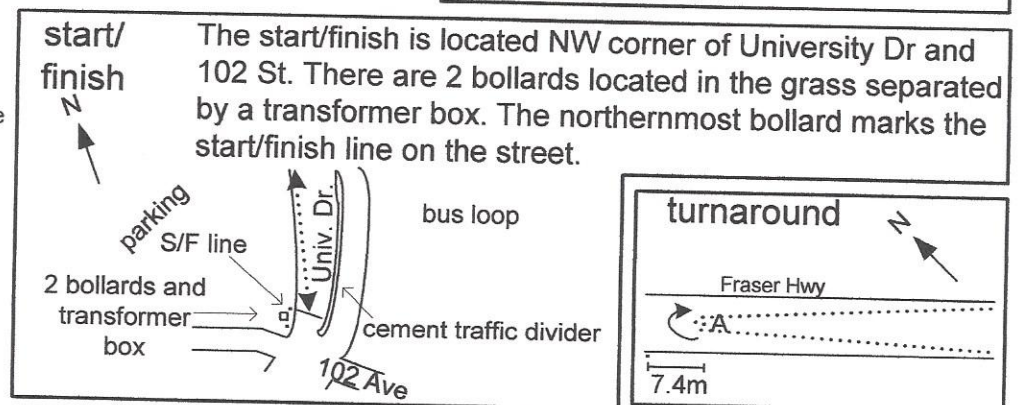 start/
finish
N
The start/finish is located NW corner of University Dr and
102 St. There are 2 bollards located in the grass separated
by a transformer box. The northernmost bollard marks the
start/finish line on the street.
parking
S/F line
2 bollards and
transformer
box
Univ. Dr.
bus loop
cement traffic divider
102 Ave
turnaround
N
Fraser Hwy
A
7.4m